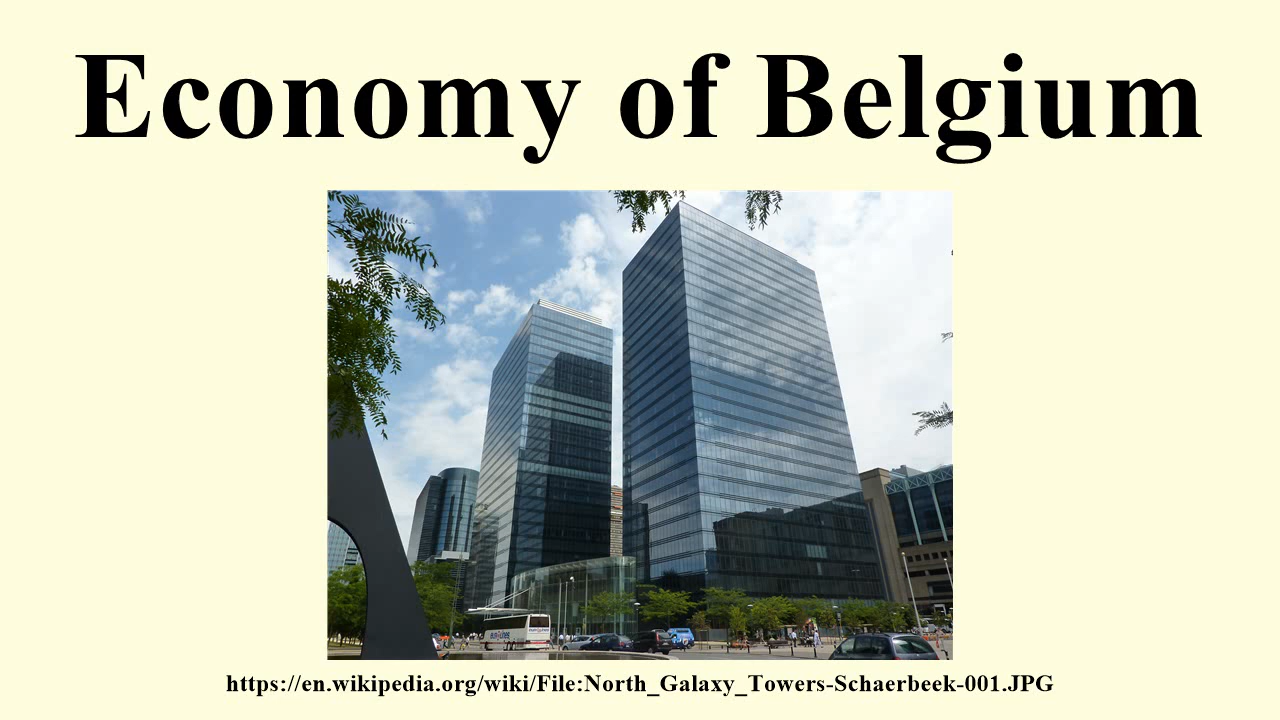 Economy of Belgium
https://en.wikipedia.org/wiki/File:North_Galaxy_Towers-Schaerbeek-001.JPG